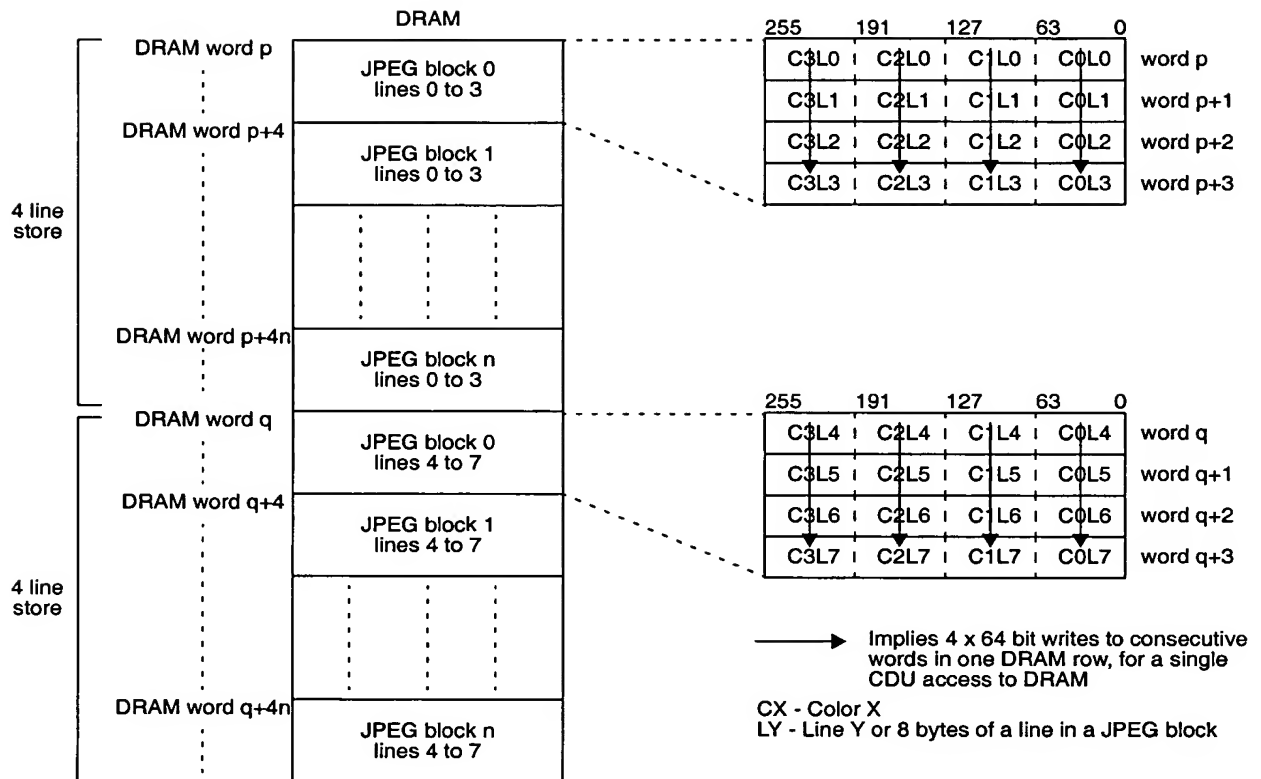 DRAM
DRAM word p
JPEG block 0
lines 0 to 3
DRAM word p+4
JPEG block 1
lines 0 to 3
4 line
store
DRAM word p+4n
JPEG block n
lines 0 to 3
DRAM word q
JPEG block 0
lines 4 to 7
DRAM word q+4
JPEG block 1
lines 4 to 7
4 line
store
DRAM word q+4n
JPEG block n
lines 4 to 7
255 191 127 63 0
C3L0 C2L0 C1L0 C0L0 word p
C3L1 C2L1 C1L1 C0L1 word p+1
C3L2 C2L2 C1L2 C0L2 word p+2
C3L3 C2L3 C1L3 C0L3 word p+3
255 191 127 63 0
C3L4 C2L4 C1L4 C0L4 word q
C3L5 C2L5 C1L5 C0L5 word q+1
C3L6 C2L6 C1L6 C0L6 word q+2
C3L7 C2L7 C1L7 C0L7 word q+3
Implies 4 x 64 bit writes to consecutive
words in one DRAM row, for a single
CDU access to DRAM
CX - Color X
LY - Line Y or 8 bytes of a line in a JPEG block